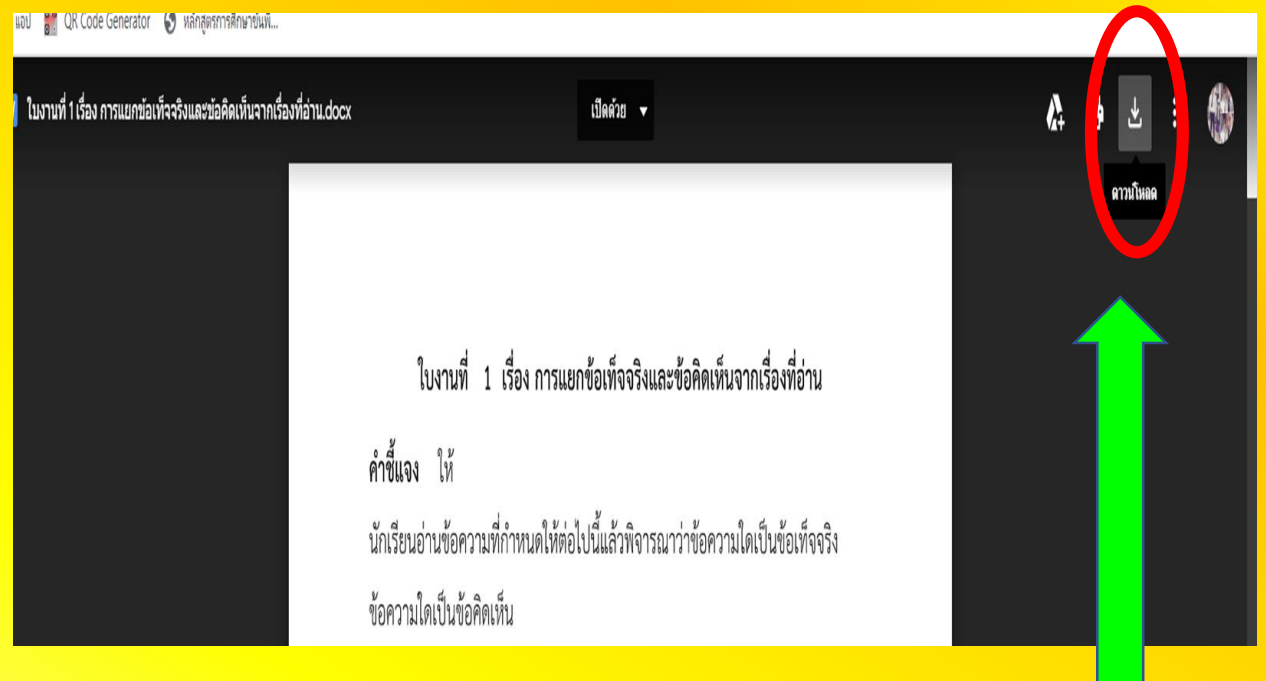 แอป QR Code Generator หลักสูตรการศึกษาขั้นพื้...
ใบงานที่ 1 เรื่อง การแยกข้อเท็จจริงและข้อคิดเห็นจากเรื่องที่อ่าน.docx
เปิดด้วย
ดาวน์โหลด
ใบงานที่ 1 เรื่อง การแยกข้อเท็จจริงและข้อคิดเห็นจากเรื่องที่อ่าน
คำชี้แจง ให้
นักเรียนอ่านข้อความที่กำหนดให้ต่อไปนี้แล้วพิจารณาว่าข้อความใดเป็นข้อเท็จจริง
ข้อความใดเป็นข้อคิดเห็น